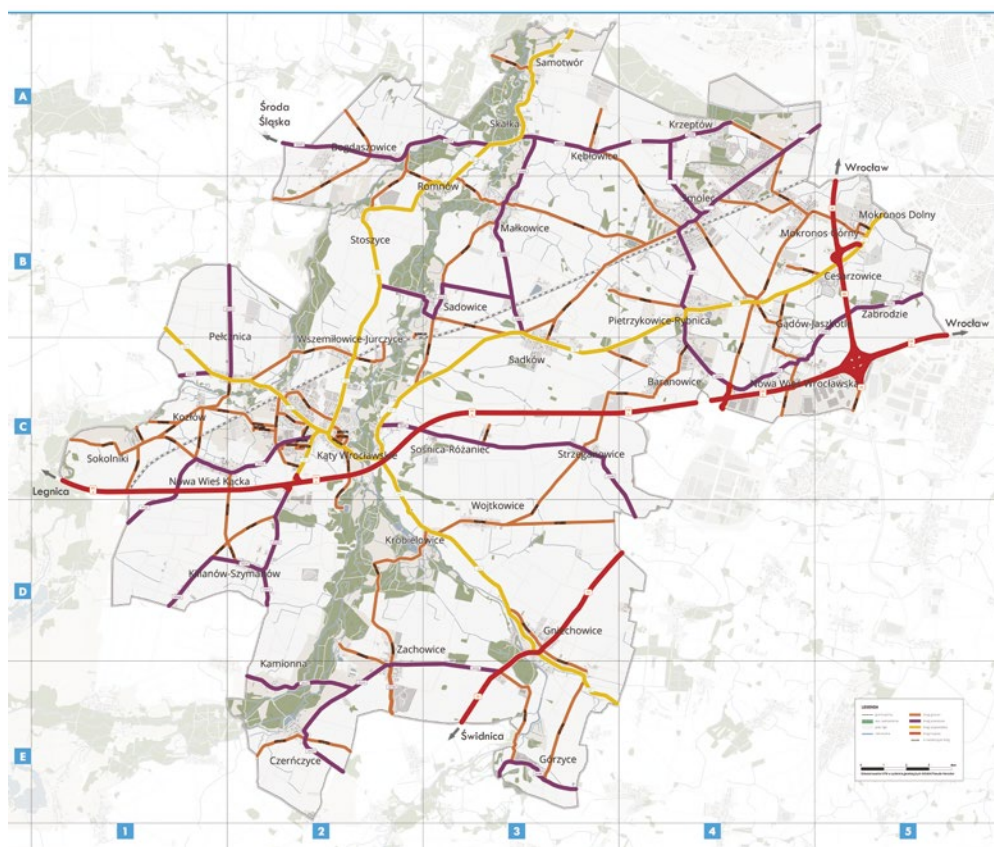 Samotwór
A
Środa
Śląska
Skałka
Krzeptów
Bogdaszowice
Kębłowice
Wrocław
Romnów
Smolec
Mokronos Dolny
Małkowice
Mokronos Górny
Stoszyce
B
Cesarzowice
Sadowice
Zabrodzie
Pietrzykowice-Rybnica
Gądów-Jaszkotle
Pełcznica
Wszemiłowice-Jurczyce
Wrocław
Sadków
Baranowice
Nowa Wieś Wrocławska
Kozłów
C
Sokolniki
Kąty Wrocławskie
Sośnica-Różaniec
Strzeganowice
Nowa Wieś Kącka
Legnica
Wojtkowice
Krobielowice
Kilianów-Szymanów
D
Gniechowice
Zachowice
Kamionna
LEGENDA
Świdnica
E
Czerńczyce
Górzyce
1
2
3
4
5